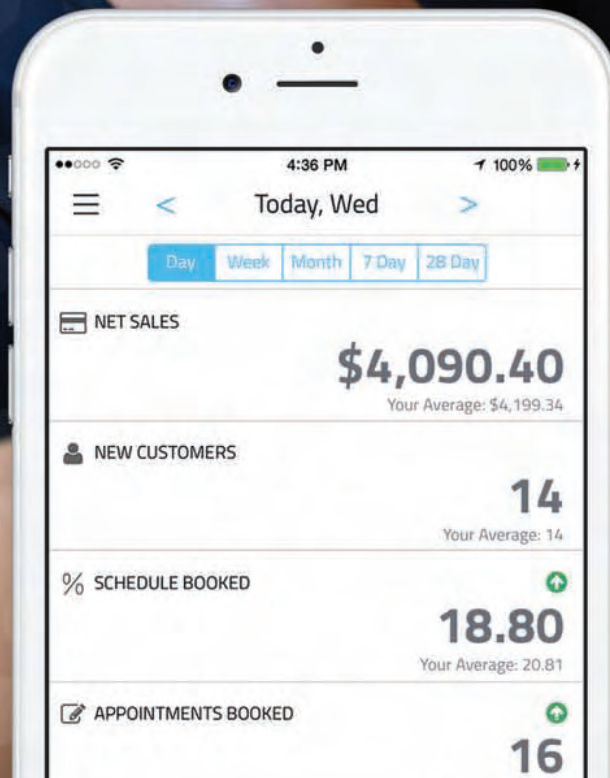 4:36 PM
100%
< Today, Wed >
Day Week Month 7 Day 28 Day
NET SALES
$4,090.40
Your Average: $4,199.34
NEW CUSTOMERS
14
Your Average: 14
% SCHEDULE BOOKED
18.80
Your Average: 20.81
APPOINTMENTS BOOKED
16